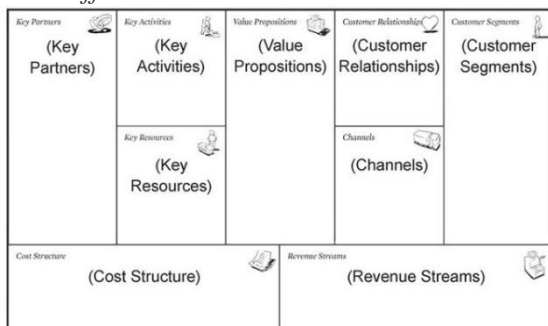 Key Partners
(Key
Partners)
Key Activities
(Key
Activities)
Key Resources
(Key
Resources)
Value Propositions
(Value
Propositions)
Customer Relationships
(Customer
Relationships)
Channels
(Channels)
Customer Segments
(Customer
Segments)
Cost Structure
(Cost Structure)
Revenue Streams
(Revenue Streams)